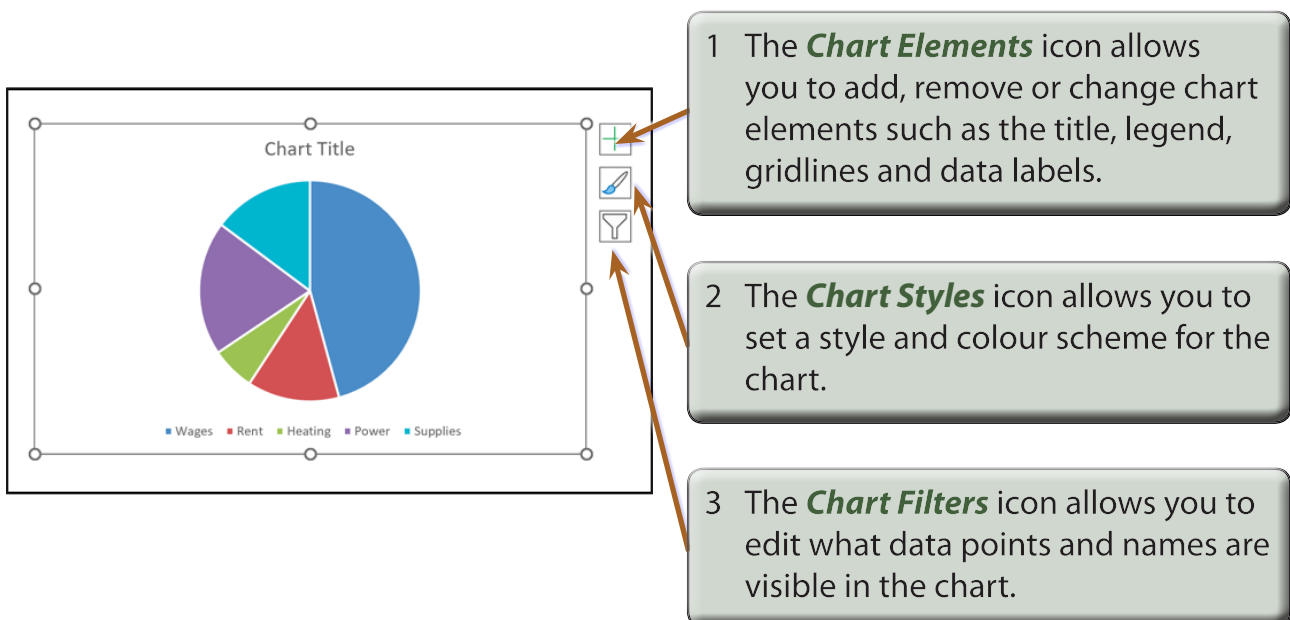 Chart Title
Wages Rent Heating Power Supplies
1 The Chart Elements icon allows
you to add, remove or change chart
elements such as the title, legend,
gridlines and data labels.
2 The Chart Styles icon allows you to
set a style and colour scheme for the
chart.
3 The Chart Filters icon allows you to
edit what data points and names are
visible in the chart.